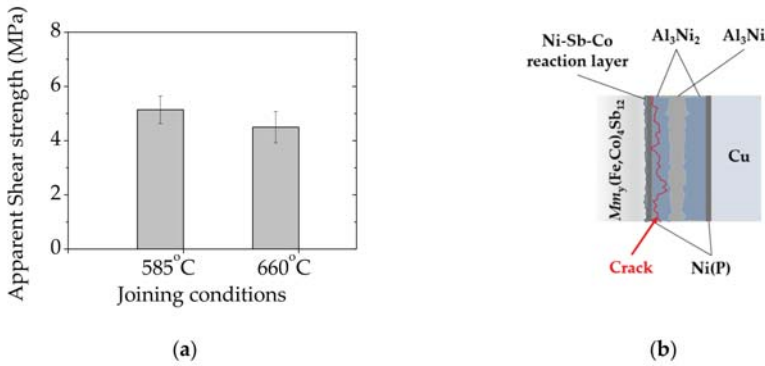 Apparent Shear strength (MPa)
8
6
4
2
0
585°C
660°C
Joining conditions
(a)
Ni-Sb-Co
reaction layer
Al₃Ni₂
Al₃Ni
Mmᵧ(Fe,Co)₄Sb₁₂
Cu
Crack
Ni(P)
(b)